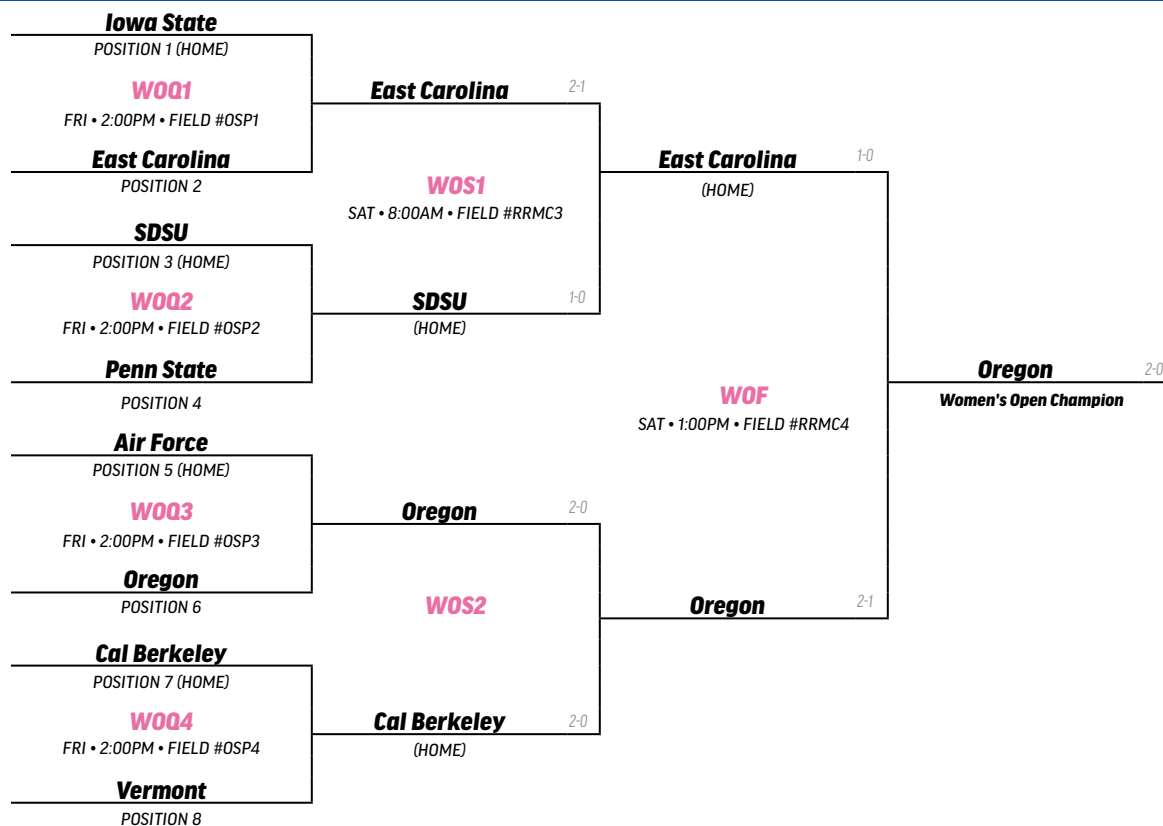 Iowa State
POSITION 1 (HOME)
WOQ1
FRI • 2:00PM • FIELD #OSP1
East Carolina
POSITION 2
SDSU
POSITION 3 (HOME)
WOQ2
FRI • 2:00PM • FIELD #OSP2
Penn State
POSITION 4
Air Force
POSITION 5 (HOME)
WOQ3
FRI • 2:00PM • FIELD #OSP3
Oregon
POSITION 6
Cal Berkeley
POSITION 7 (HOME)
WOQ4
FRI • 2:00PM • FIELD #OSP4
Vermont
POSITION 8
East Carolina 2-1
WOS1
SAT • 8:00AM • FIELD #RRMC3
SDSU 1-0
(HOME)
Oregon 2-0
WOS2
Cal Berkeley 2-0
(HOME)
East Carolina 1-0
(HOME)
WOF
SAT • 1:00PM • FIELD #RRMC4
Oregon 2-1
Oregon 2-0
Women's Open Champion